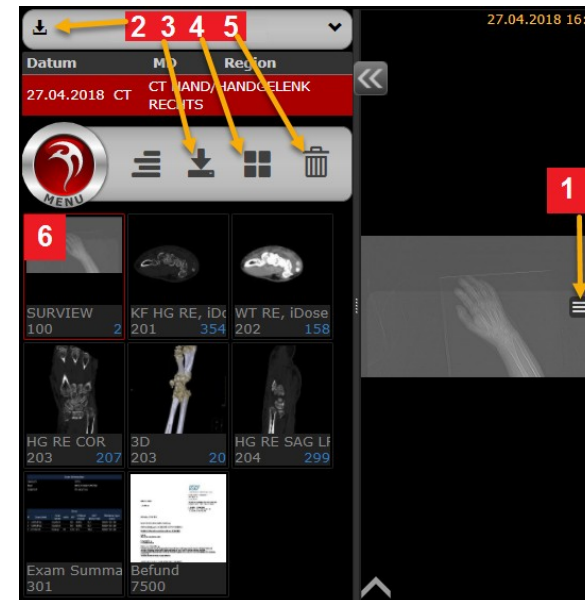 2 3 4 5
27.04.2018 16:
Datum MD Region
27.04.2018 CT CT HAND/HANDGELENK
RECHTS
MENU
1
6
SURVIEW
100 2
KF HG RE, iDo
201 354
WT RE, iDose
202 158
HG RE COR
203 207
3D
203 20
HG RE SAG LF
204 299
Exam Summa
301
Befund
7500